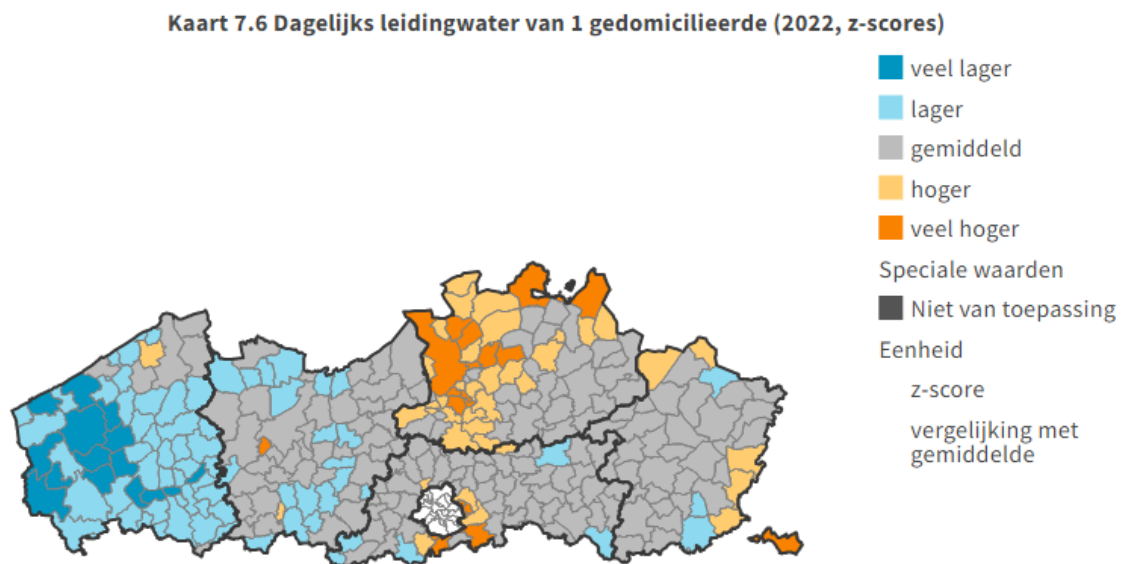 Kaart 7.6 Dagelijks leidingwater van 1 gedomicilieerde (2022, z-scores)
veel lager
lager
gemiddeld
hoger
veel hoger
Speciale waarden
Niet van toepassing
Eenheid
z-score
vergelijking met
gemiddelde